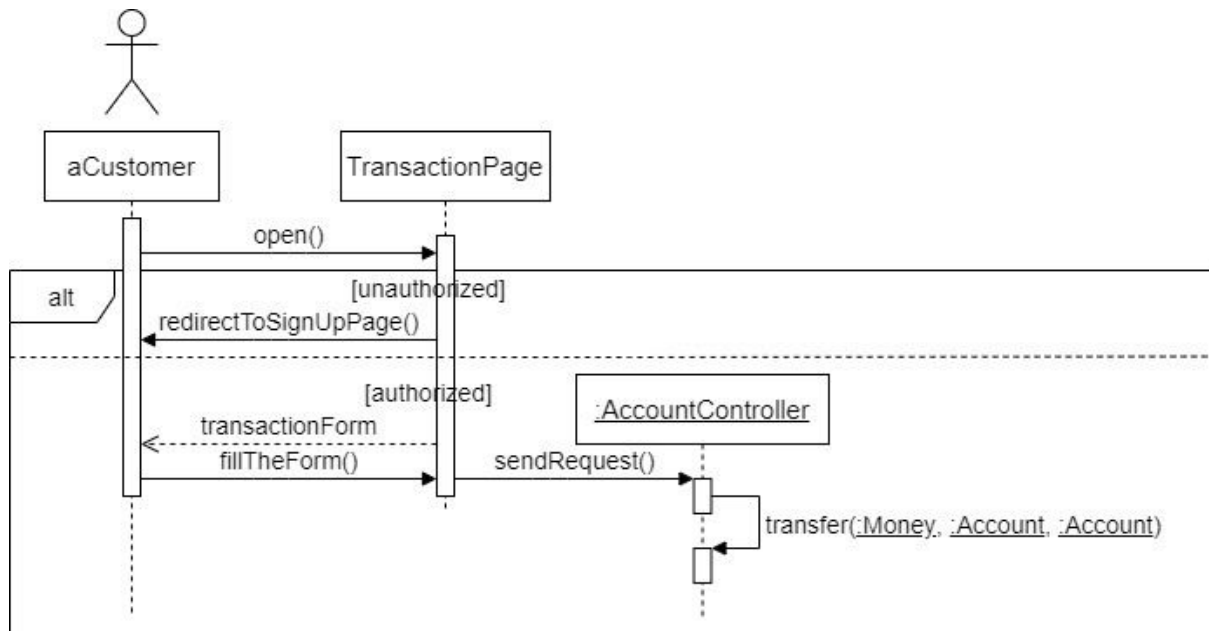 aCustomer
TransactionPage
open()
alt
[unauthorized]
redirectToSignUpPage()
[authorized]
:AccountController
transactionForm
fillTheForm()
sendRequest()
transfer(:Money, :Account, :Account)